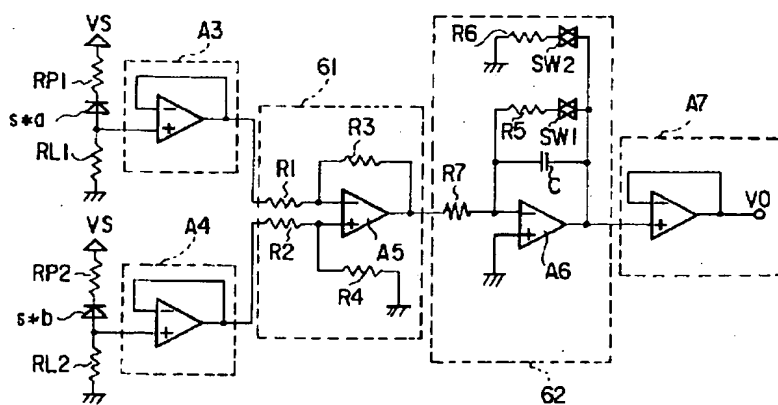 VS
A3
RP1
s*a
RL1
61
R3
R1
R2
A5
R4
R6
SW2
R5
SW1
R7
C
A6
62
A7
VO
VS
A4
RP2
s*b
RL2